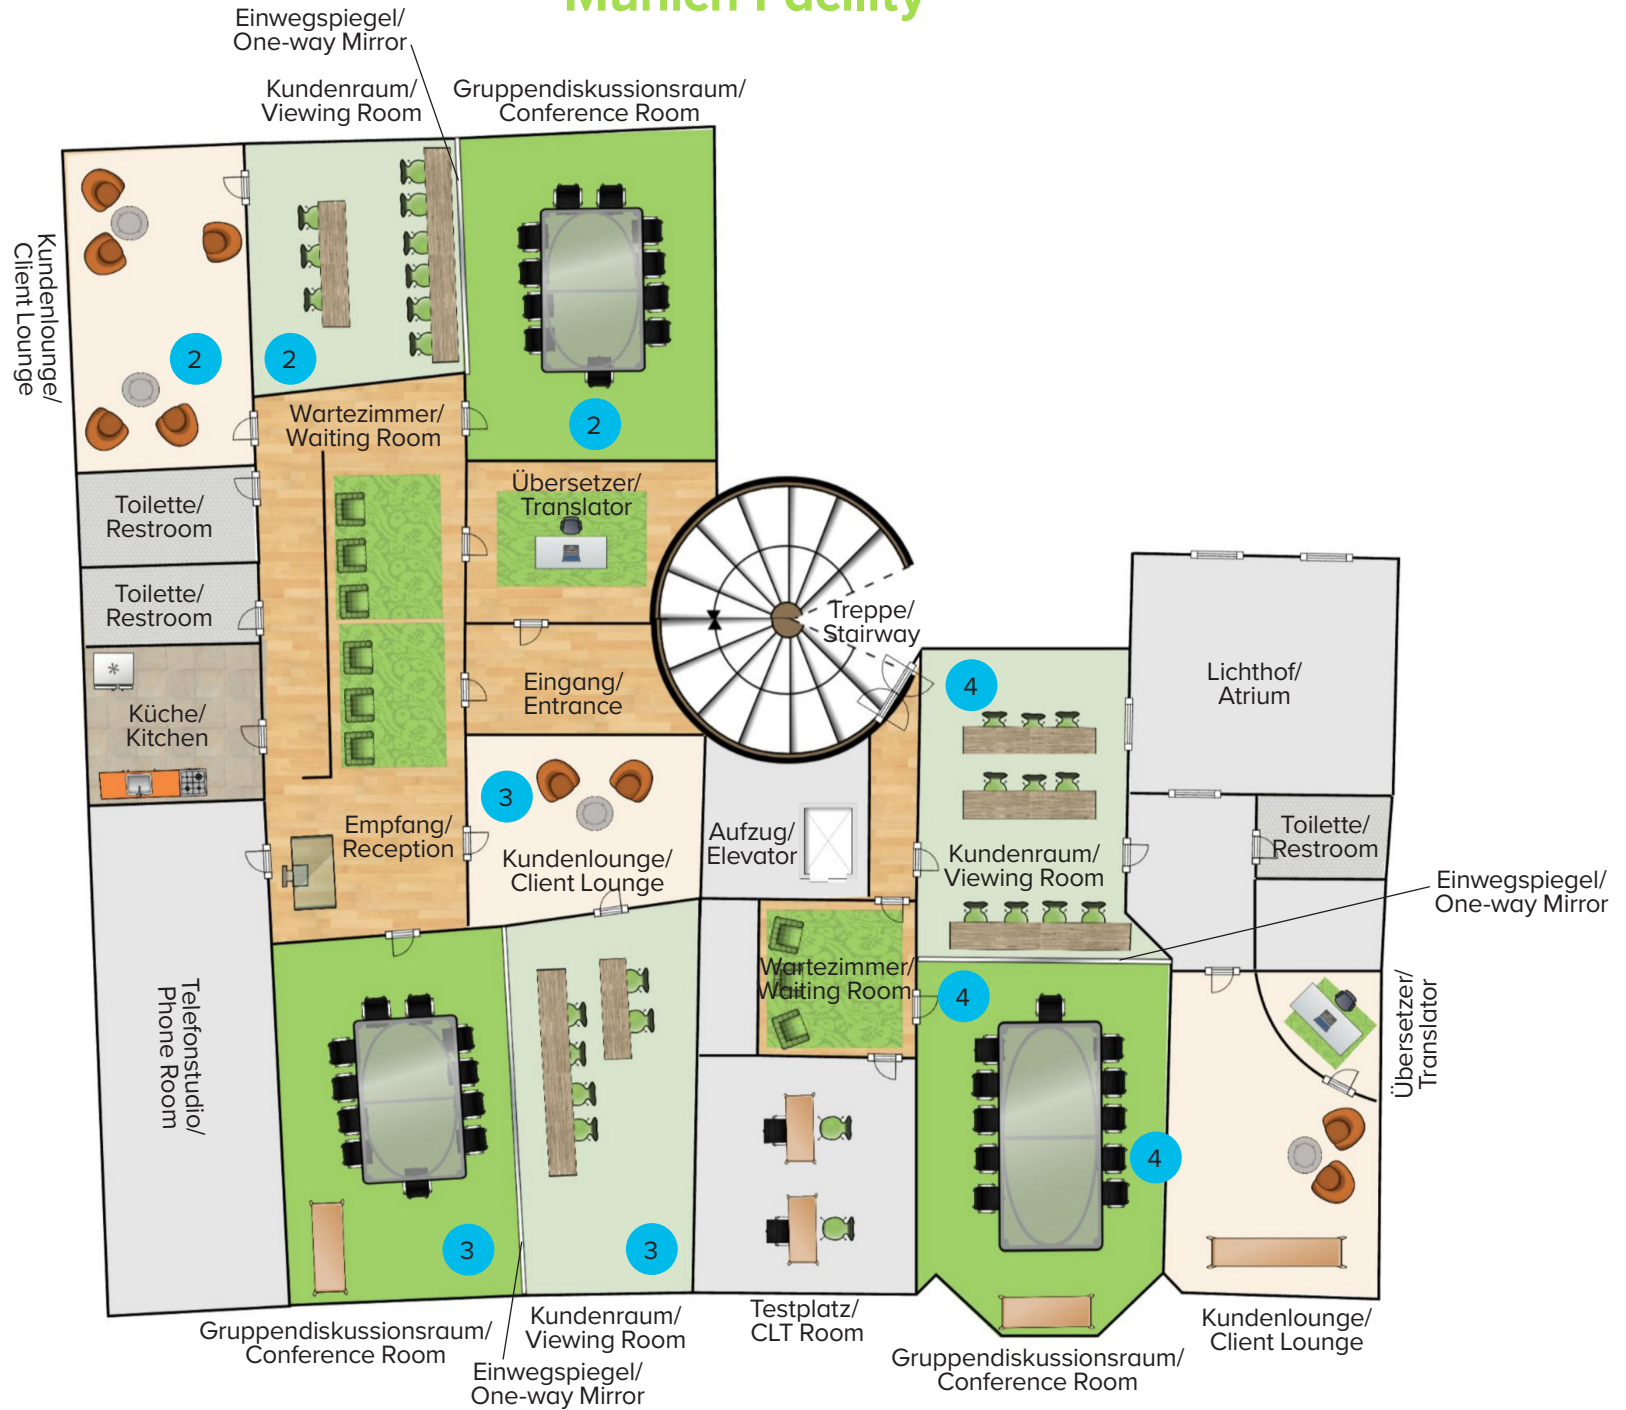 Munich Facility
Einwegspiegel/
One-way Mirror
Kundenraum/
Viewing Room
Gruppendiskussionsraum/
Conference Room
Kundenlounge/
Client Lounge
2
2
2
Wartezimmer/
Waiting Room
Übersetzer/
Translator
Toilette/
Restroom
Toilette/
Restroom
Treppe/
Stairway
Eingang/
Entrance
Küche/
Kitchen
4
Lichthof/
Atrium
3
Empfang/
Reception
Kundenlounge/
Client Lounge
Aufzug/
Elevator
Kundenraum/
Viewing Room
Toilette/
Restroom
Einwegspiegel/
One-way Mirror
Telefonstudio/
Phone Room
Wartezimmer/
Waiting Room
4
Übersetzer/
Translator
4
3
3
Gruppendiskussionsraum/
Conference Room
Kundenraum/
Viewing Room
Einwegspiegel/
One-way Mirror
Testplatz/
CLT Room
Gruppendiskussionsraum/
Conference Room
Kundenlounge/
Client Lounge